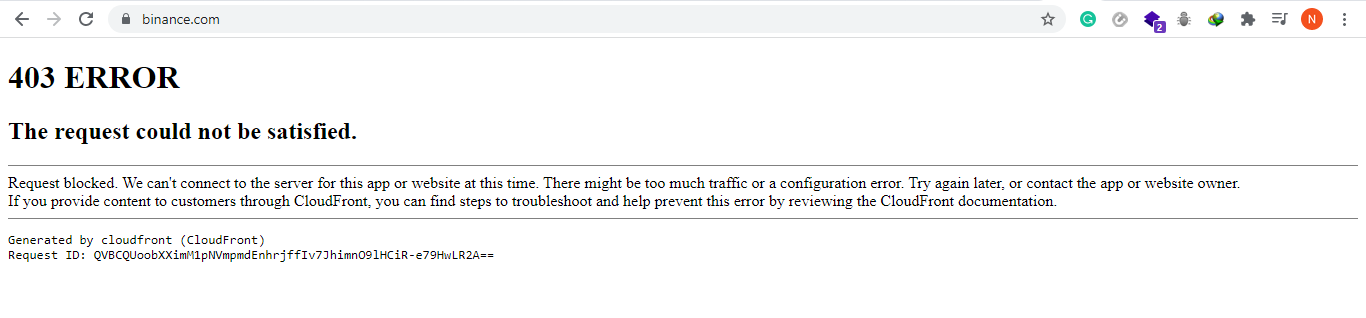 binance.com
2
N
403 ERROR
The request could not be satisfied.
Request blocked. We can't connect to the server for this app or website at this time. There might be too much traffic or a configuration error. Try again later, or contact the app or website owner.
If you provide content to customers through CloudFront, you can find steps to troubleshoot and help prevent this error by reviewing the CloudFront documentation.
Generated by cloudfront (CloudFront)
Request ID: QVBCQUoobXXimM1pNVmpmdEnhrjffIv7JhimnO9lHCiR-e79HwLR2A==